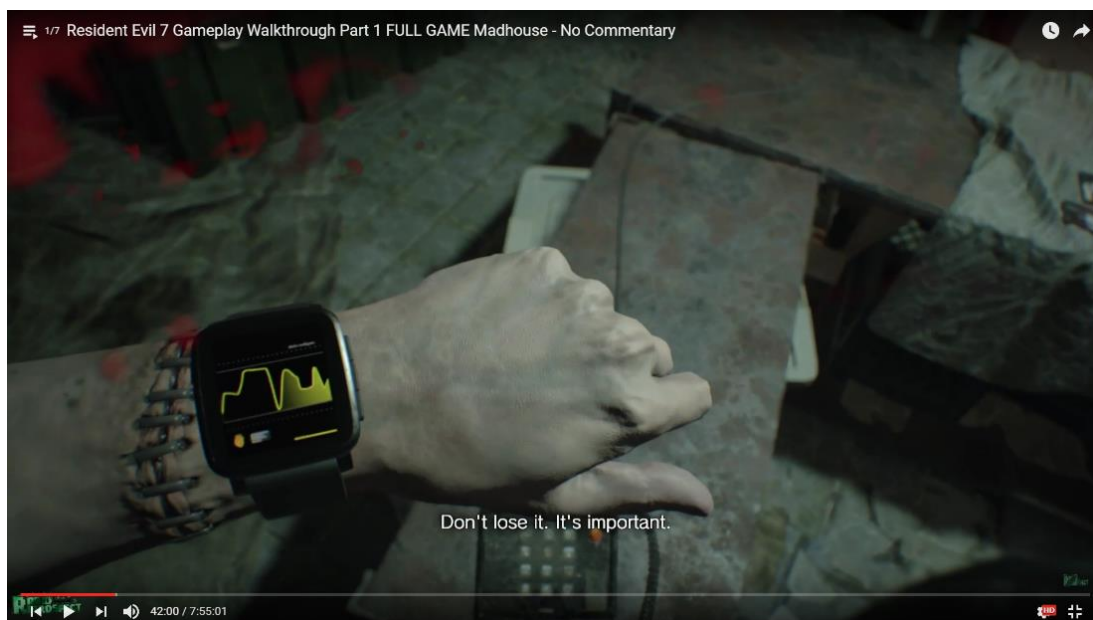 1/7 Resident Evil 7 Gameplay Walkthrough Part 1 FULL GAME Madhouse - No Commentary
Don't lose it. It's important.
42:00 / 7:55:01
HD